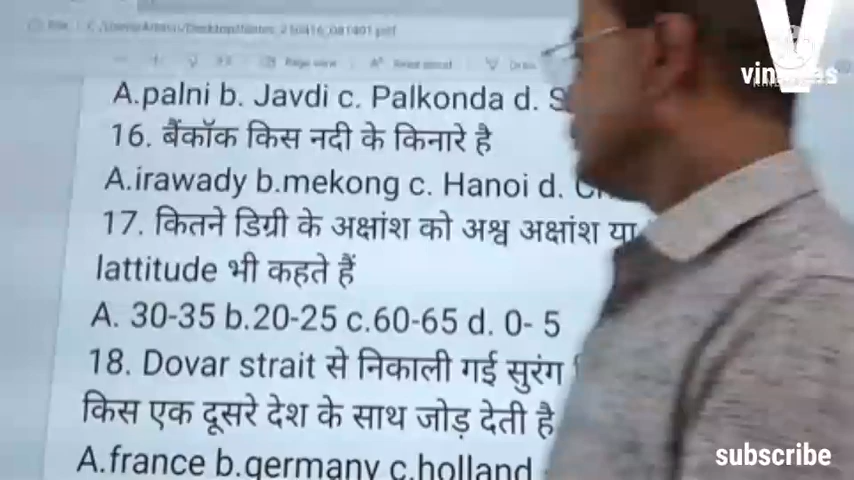 A.palni b. Javdi c. Palkonda d. S
16. बैंकॉक किस नदी के किनारे है
A.irawady b.mekong c. Hanoi d.
17. कितने डिग्री के अक्षांश को अश्व अक्षांश या
lattitude भी कहते हैं
A. 30-35 b.20-25 c.60-65 d. 0- 5
18. Dovar strait से निकाली गई सुरंग
किस एक दूसरे देश के साथ जोड़ देती है
A.france b.germany c.holland
subscribe